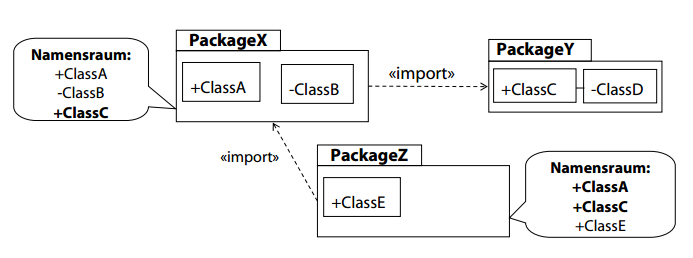 PackageX
Namensraum:
+ClassA
-ClassB
+ClassC
+ClassA
-ClassB
«import»
PackageY
+ClassC
-ClassD
«import»
PackageZ
+ClassE
Namensraum:
+ClassA
+ClassC
+ClassE